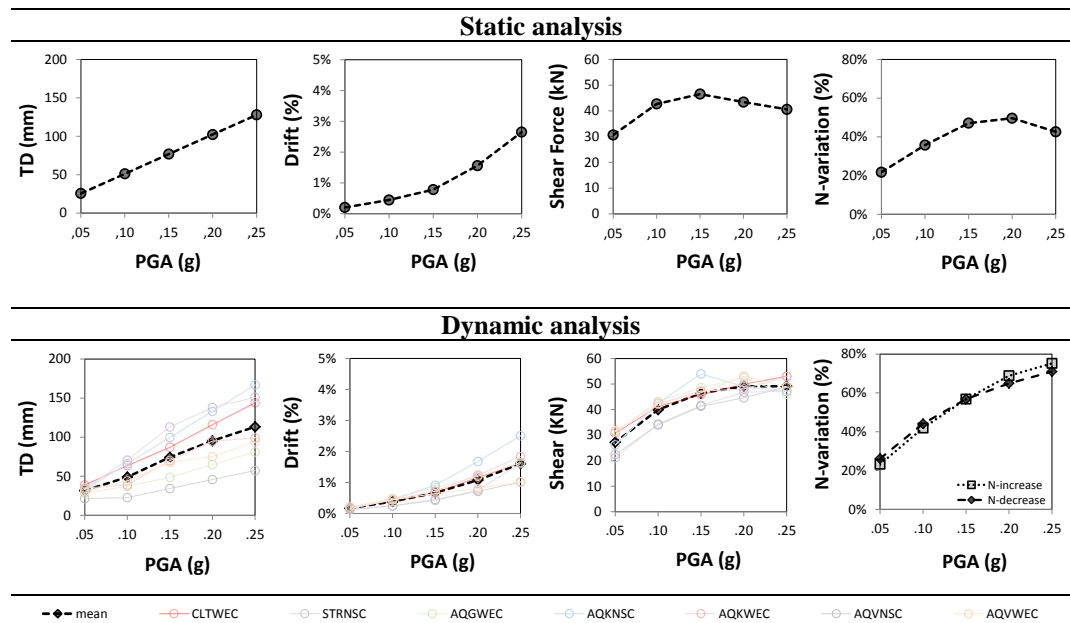 Static analysis
TD (mm)
200
150
100
50
0
,05 ,10 ,15 ,20 ,25
PGA (g)
Drift (%)
5%
4%
3%
2%
1%
0%
,05 ,10 ,15 ,20 ,25
PGA (g)
Shear Force (kN)
60
50
40
30
20
10
0
,05 ,10 ,15 ,20 ,25
PGA (g)
N-variation (%)
80%
60%
40%
20%
0%
,05 ,10 ,15 ,20 ,25
PGA (g)
Dynamic analysis
TD (mm)
200
150
100
50
0
.05 .10 .15 .20 .25
PGA (g)
Drift (%)
5%
4%
3%
2%
1%
0%
.05 .10 .15 .20 .25
PGA (g)
Shear (KN)
60
50
40
30
20
10
0
.05 .10 .15 .20 .25
PGA (g)
N-variation (%)
80%
60%
40%
20%
0%
N-increase
N-decrease
.05 .10 .15 .20 .25
PGA (g)
mean CLTWEC STRNSC AQGWEC AQKNSC AQKWEC AQVNSC AQVWEC